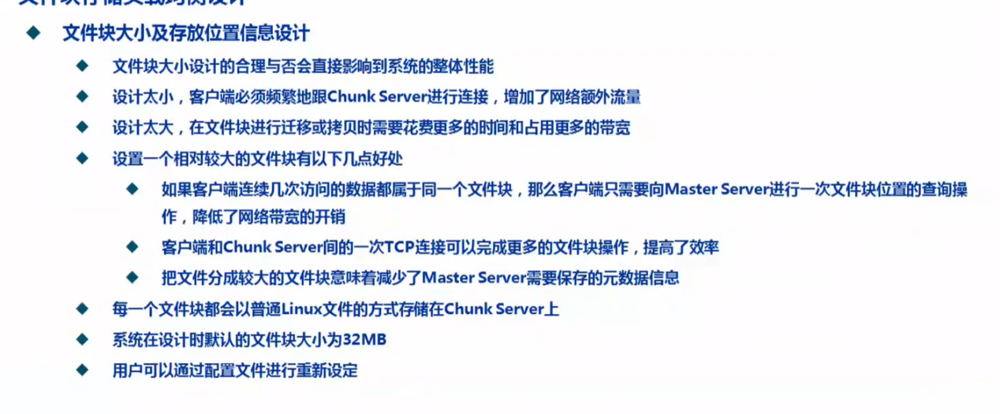 文件块存储负载均衡设计
文件块大小及存放位置信息设计
文件块大小设计的合理与否会直接影响到系统的整体性能
设计太小，客户端必须频繁地跟Chunk Server进行连接，增加了网络额外流量
设计太大，在文件块进行迁移或拷贝时需要花费更多的时间和占用更多的带宽
设置一个相对较大的文件块有以下几点好处
如果客户端连续几次访问的数据都属于同一个文件块，那么客户端只需要向Master Server进行一次文件块位置的查询操
作，降低了网络带宽的开销
客户端和Chunk Server间的一次TCP连接可以完成更多的文件块操作，提高了效率
把文件分成较大的文件块意味着减少了Master Server需要保存的元数据信息
每一个文件块都会以普通Linux文件的方式存储在Chunk Server上
系统在设计时默认的文件块大小为32MB
用户可以通过配置文件进行重新设定